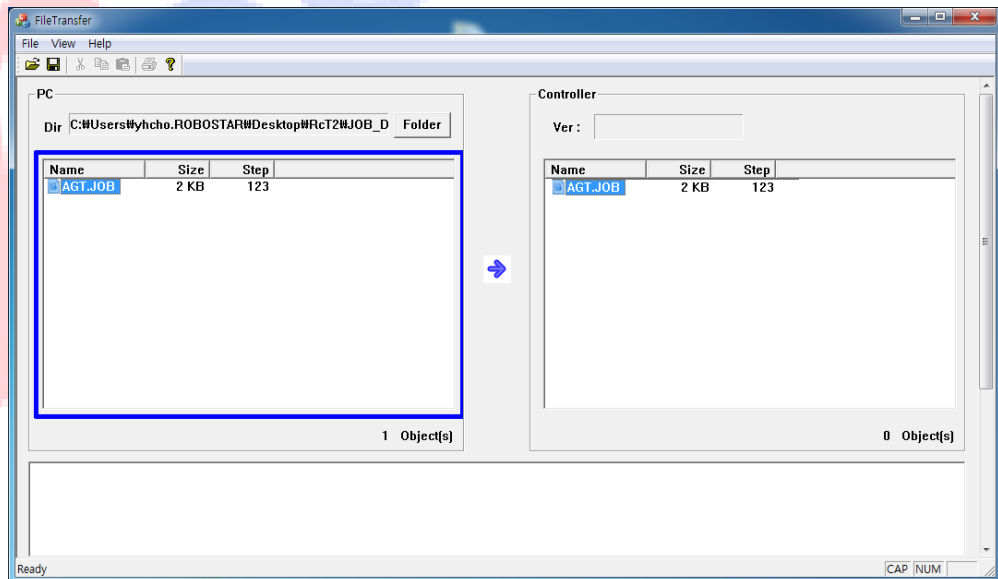 FileTransfer
File View Help
PC
Dir C:₩Users₩yhcho.ROBOSTAR₩Desktop₩RcT2₩JOB_D Folder
Name Size Step
AGT.JOB 2 KB 123
1 Object(s)
Controller
Ver :
Name Size Step
AGT.JOB 2 KB 123
0 Object(s)
Ready
CAP NUM